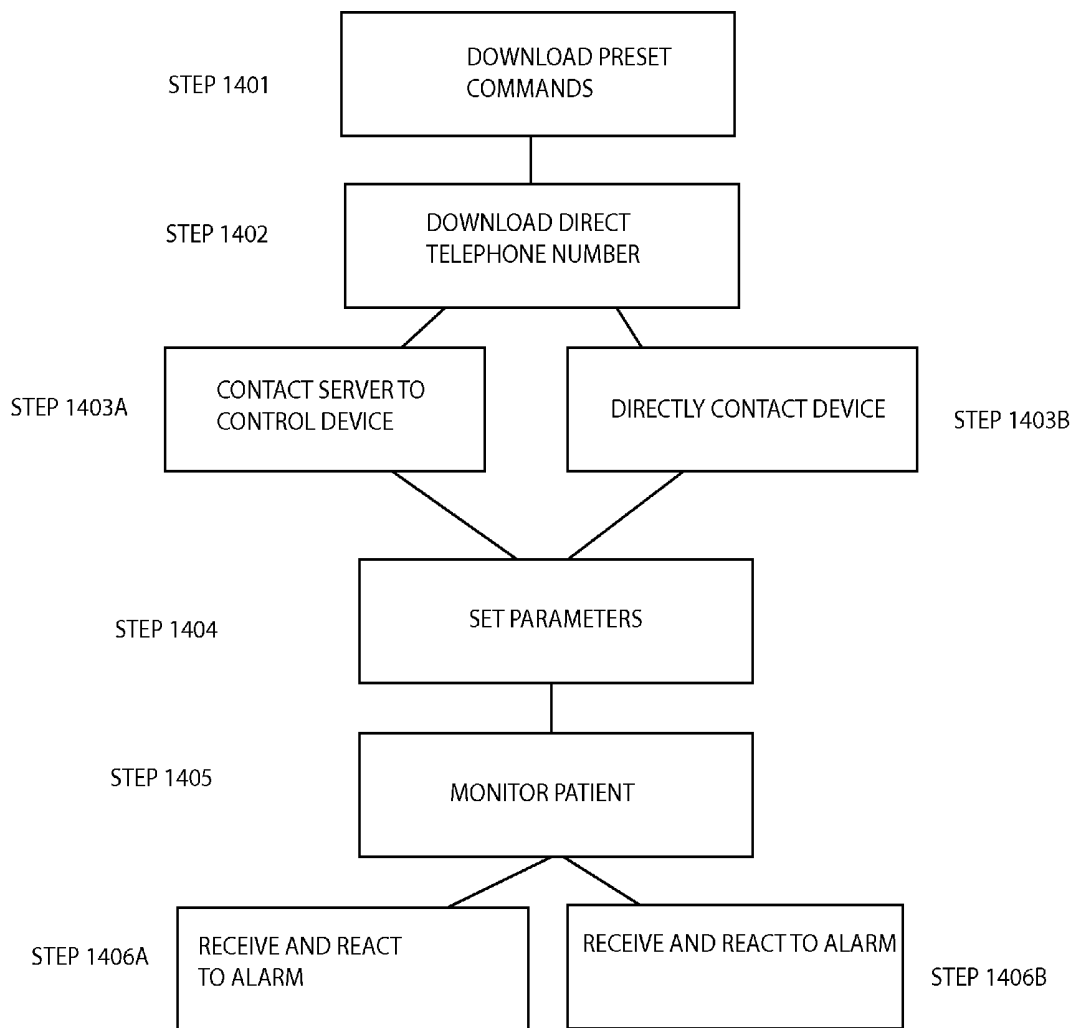 STEP 1401
DOWNLOAD PRESET
COMMANDS
STEP 1402
DOWNLOAD DIRECT
TELEPHONE NUMBER
STEP 1403A
CONTACT SERVER TO
CONTROL DEVICE
DIRECTLY CONTACT DEVICE
STEP 1403B
STEP 1404
SET PARAMETERS
STEP 1405
MONITOR PATIENT
STEP 1406A
RECEIVE AND REACT
TO ALARM
RECEIVE AND REACT TO ALARM
STEP 1406B